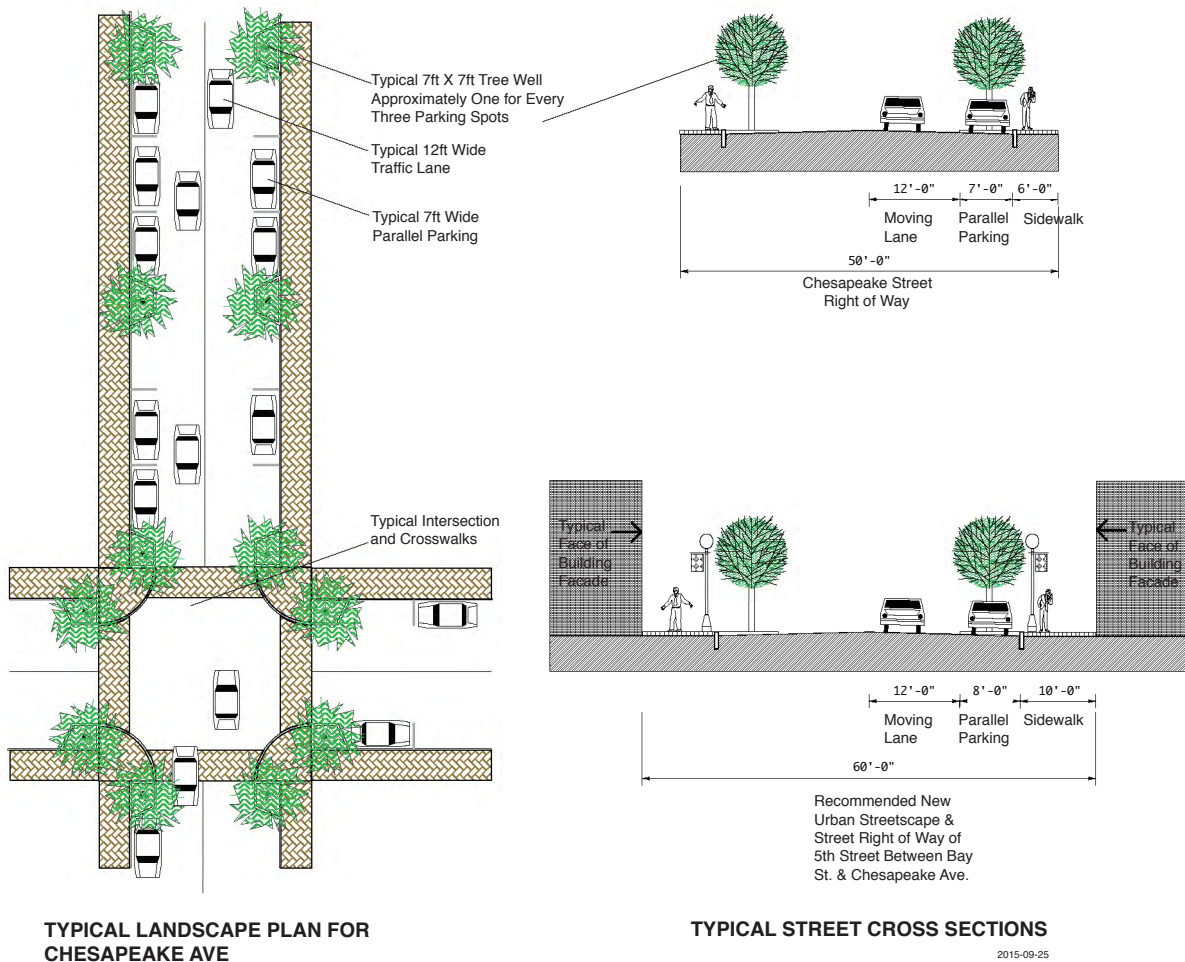 Typical 7ft X 7ft Tree Well
Approximately One for Every
Three Parking Spots
Typical 12ft Wide
Traffic Lane
Typical 7ft Wide
Parallel Parking
Typical Intersection
and Crosswalks
TYPICAL LANDSCAPE PLAN FOR
CHESAPEAKE AVE
12'-0" 7'-0" 6'-0"
Moving
Lane
Parallel
Parking
Sidewalk
50'-0"
Chesapeake Street
Right of Way
Typical
Face of
Building
Facade
Typical
Face of
Building
Facade
12'-0" 8'-0" 10'-0"
Moving
Lane
Parallel
Parking
Sidewalk
60'-0"
Recommended New
Urban Streetscape &
Street Right of Way of
5th Street Between Bay
St. & Chesapeake Ave.
TYPICAL STREET CROSS SECTIONS
2015-09-25